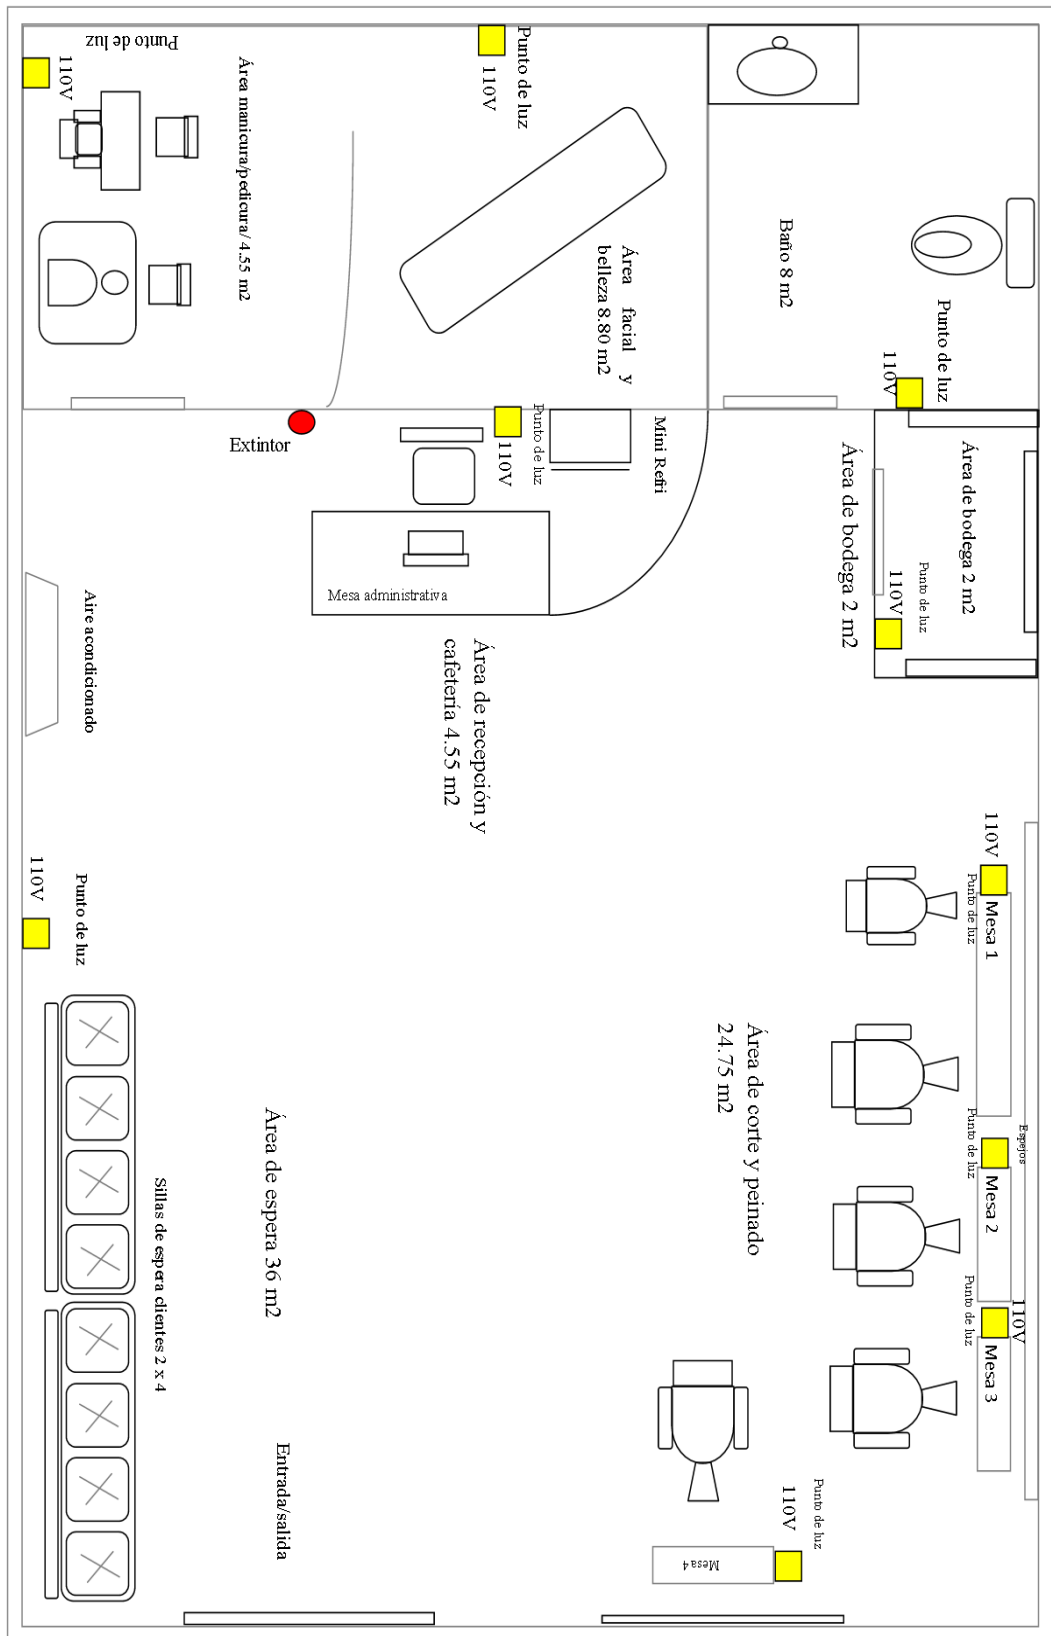 Punto de luz
110V
Área manicura/pedicura/ 4.55 m2
110V
Punto de luz
Área facial y
belleza 8.80 m2
Baño 8 m2
Punto de luz
110V
Extintor
110V
Punto de luz
Mini Refri
Mesa administrativa
Área de bodega 2 m2
Área de bodega 2 m2
110V
Punto de luz
Aire acondicionado
Área de recepción y
cafetería 4.55 m2
110V
Punto de luz
110V
Punto de luz
Mesa 1
Área de corte y peinado
24.75 m2
Punto de luz
Espejos
Mesa 2
Área de espera 36 m2
Sillas de espera clientes 2 x 4
Punto de luz
110V
Mesa 3
Entrada/salida
110V
Punto de luz
Mesa4